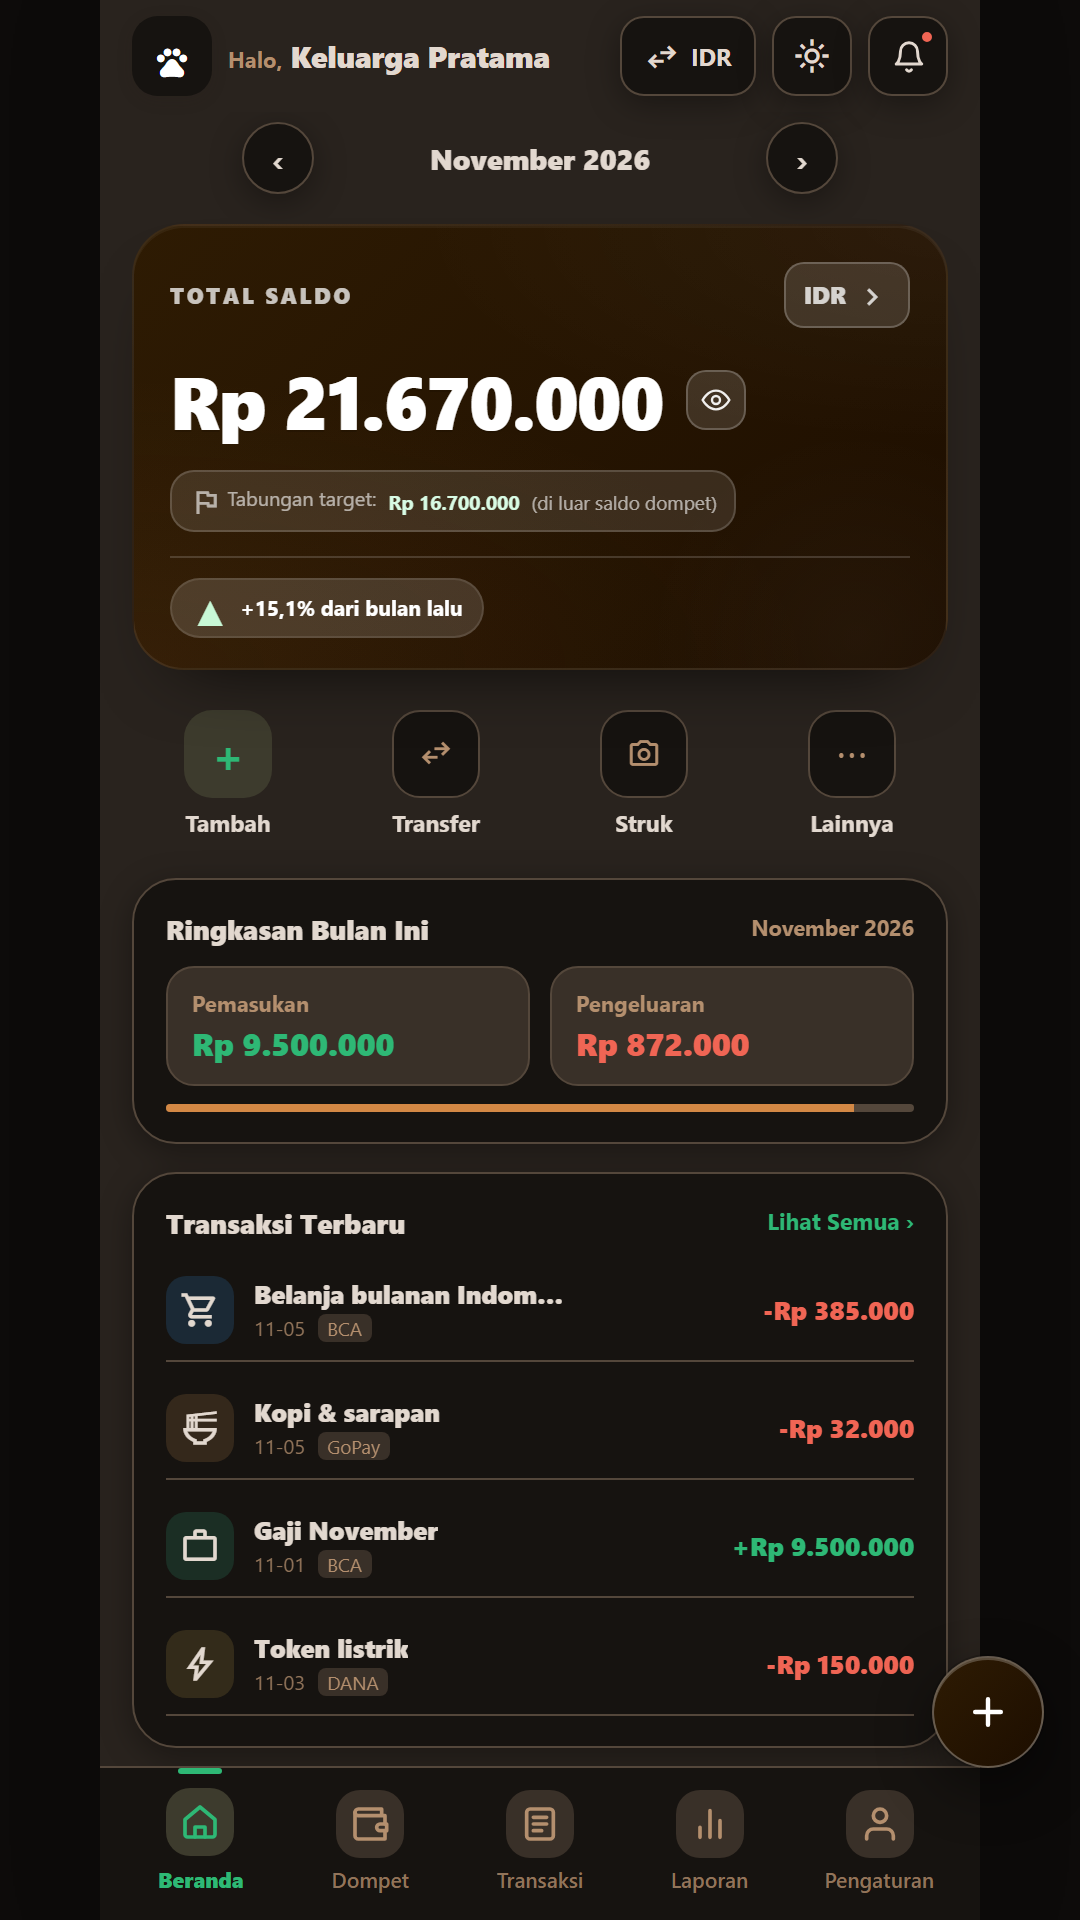 Halo, Keluarga Pratama
IDR
‹ November 2026 ›
TOTAL SALDO
IDR
Rp 21.670.000
Tabungan target: Rp 16.700.000 (di luar saldo dompet)
▲ +15,1% dari bulan lalu
+
Tambah
Transfer
Struk
Lainnya
Ringkasan Bulan Ini
November 2026
Pemasukan
Rp 9.500.000
Pengeluaran
Rp 872.000
Transaksi Terbaru
Lihat Semua ›
Belanja bulanan Indom...
11-05 BCA
-Rp 385.000
Kopi & sarapan
11-05 GoPay
-Rp 32.000
Gaji November
11-01 BCA
+Rp 9.500.000
Token listrik
11-03 DANA
-Rp 150.000
+
Beranda
Dompet
Transaksi
Laporan
Pengaturan